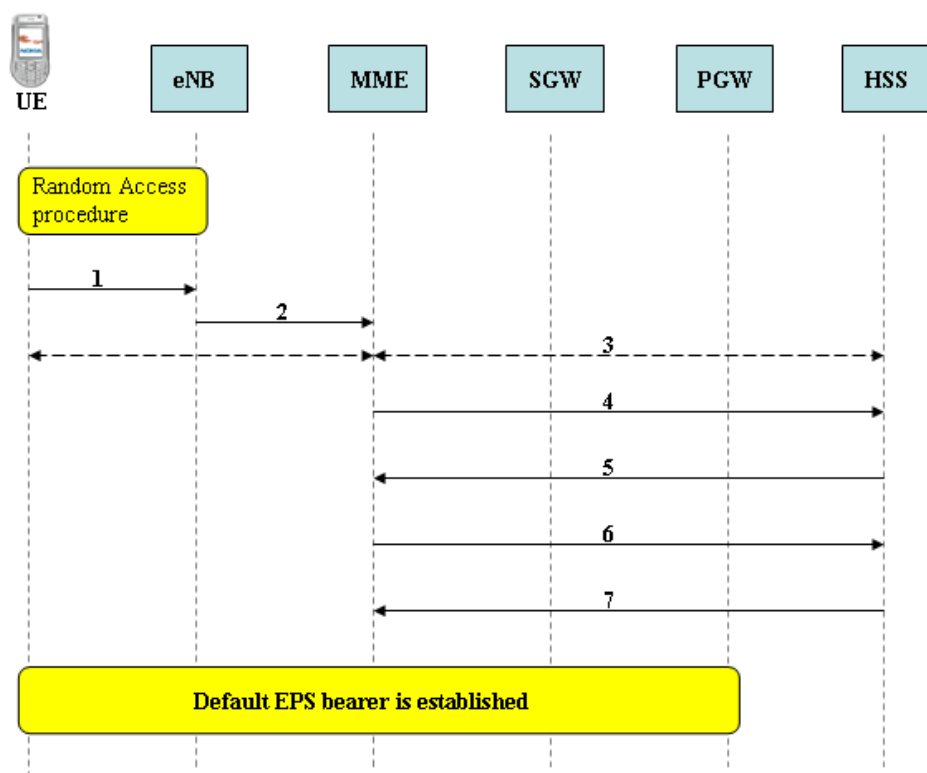 NOKIA
UE
eNB
MME
SGW
PGW
HSS
Random Access
procedure
1
2
3
4
5
6
7
Default EPS bearer is established